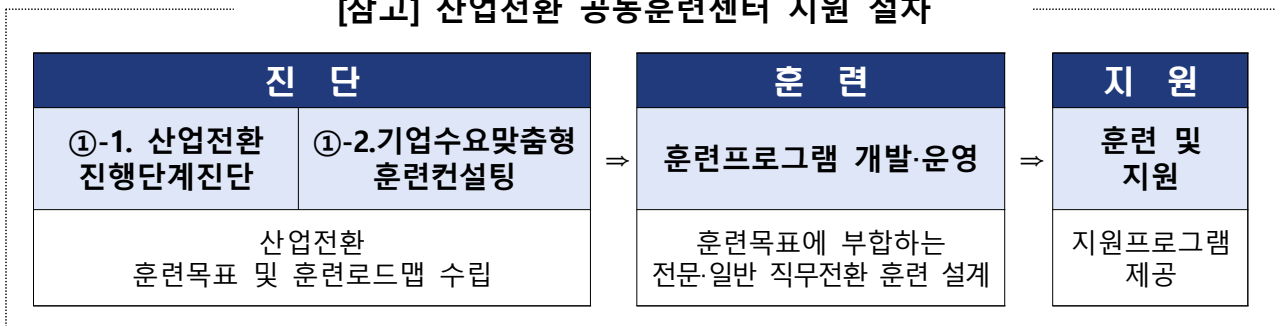 [참고] 산업전환 공동훈련센터 지원 절차
진 단
훈 련
지 원
①-1. 산업전환
진행단계진단
①-2.기업수요맞춤형
훈련컨설팅
⇒
훈련프로그램 개발·운영
⇒
훈련 및
지원
산업전환
훈련목표 및 훈련로드맵 수립
훈련목표에 부합하는
전문·일반 직무전환 훈련 설계
지원프로그램
제공